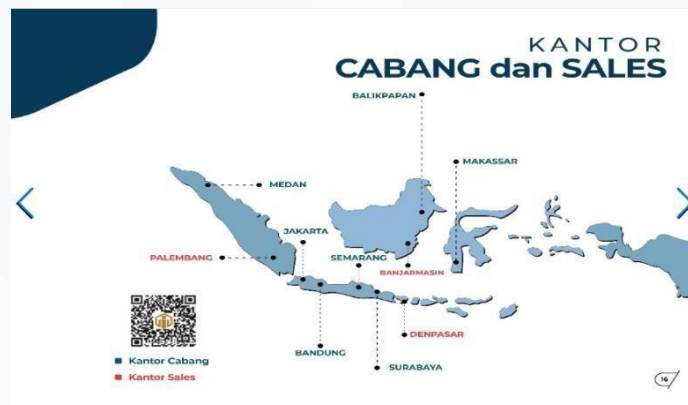 KANTOR
CABANG dan SALES
BALIKPAPAN
MAKASSAR
MEDAN
JAKARTA
PALEMBANG
SEMARANG
BANJARMASIN
DENPASAR
BANDUNG
SURABAYA
Kantor Cabang
Kantor Sales
16